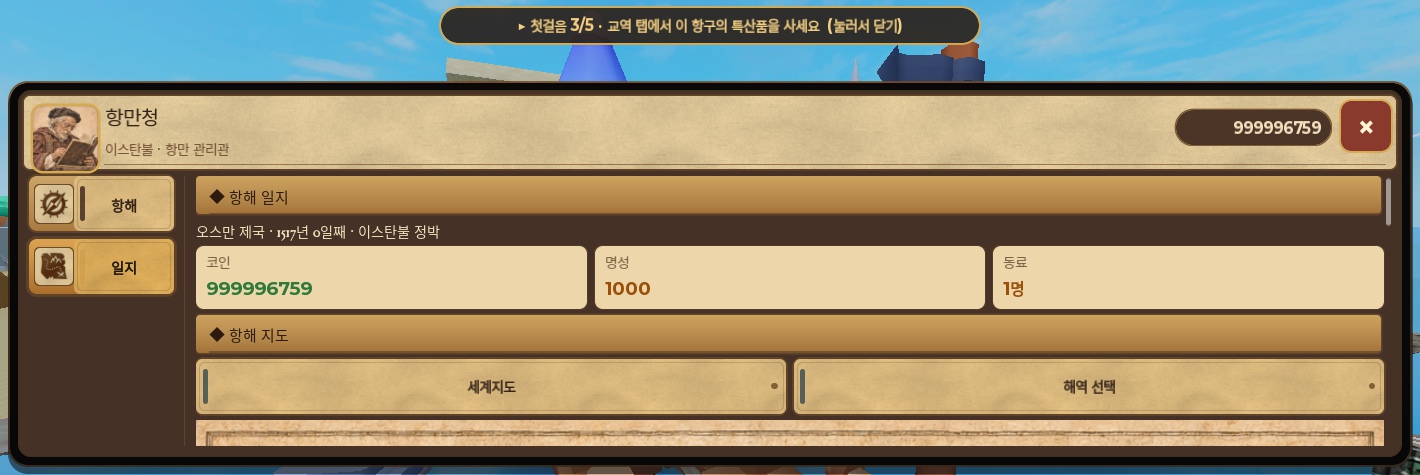 ▸ 첫걸음 3/5 · 교역 탭에서 이 항구의 특산품을 사세요 (눌러서 닫기)
항만청
이스탄불 · 항만 관리관
999996759
×
항해
일지
◆ 항해 일지
오스만 제국 · 1517년 0일째 · 이스탄불 정박
코인
999996759
명성
1000
동료
1명
◆ 항해 지도
세계지도
해역 선택